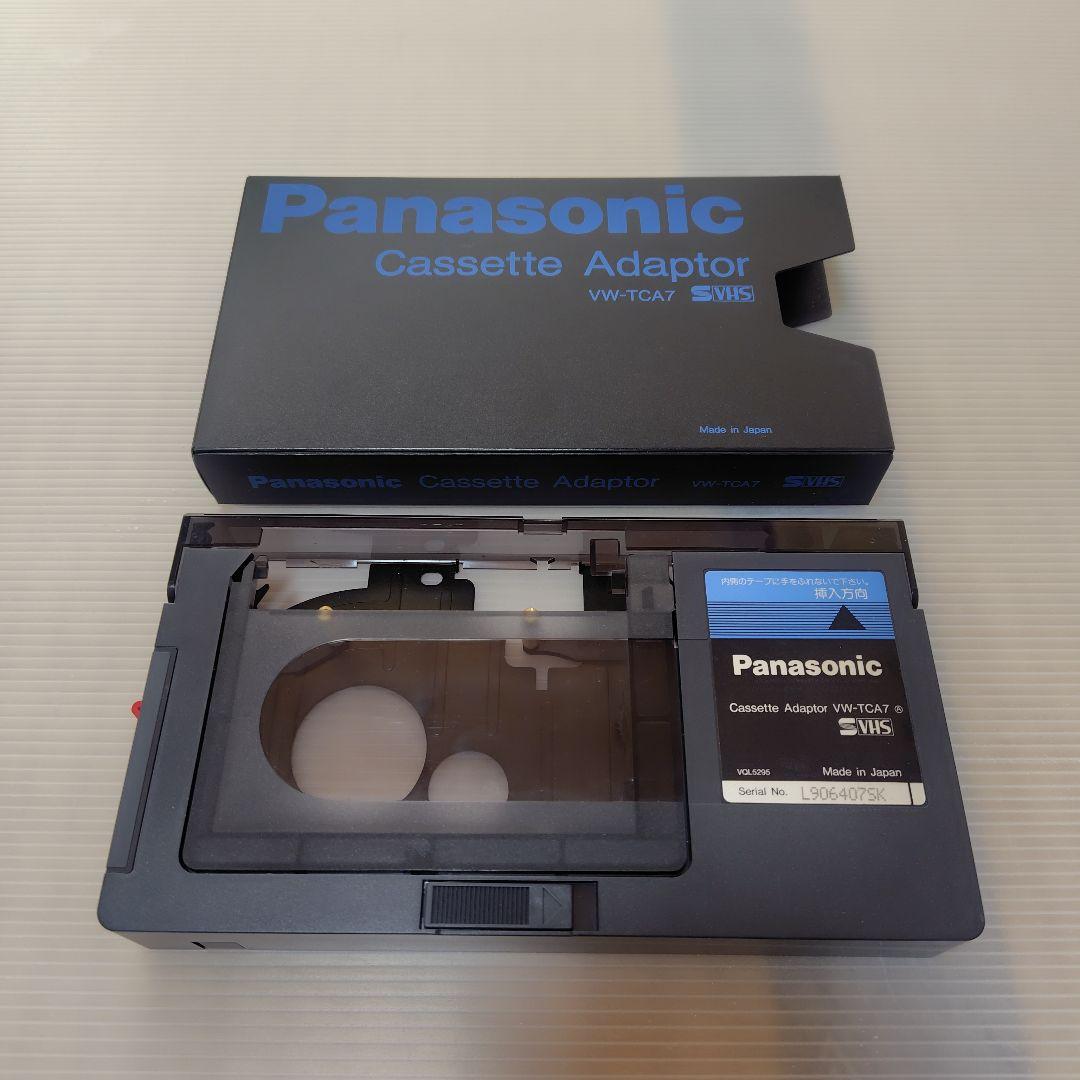 Panasonic
Cassette Adaptor
VW-TCA7 S VHS
Made in Japan
Panasonic Cassette Adaptor VW-TCA7 S VHS
内側のテープに手をふれないで下さい。
挿入方向
Panasonic
Cassette Adaptor VW-TCA7 Ⓐ
S VHS
VQL5295 Made in Japan
Serial No. L9064075K